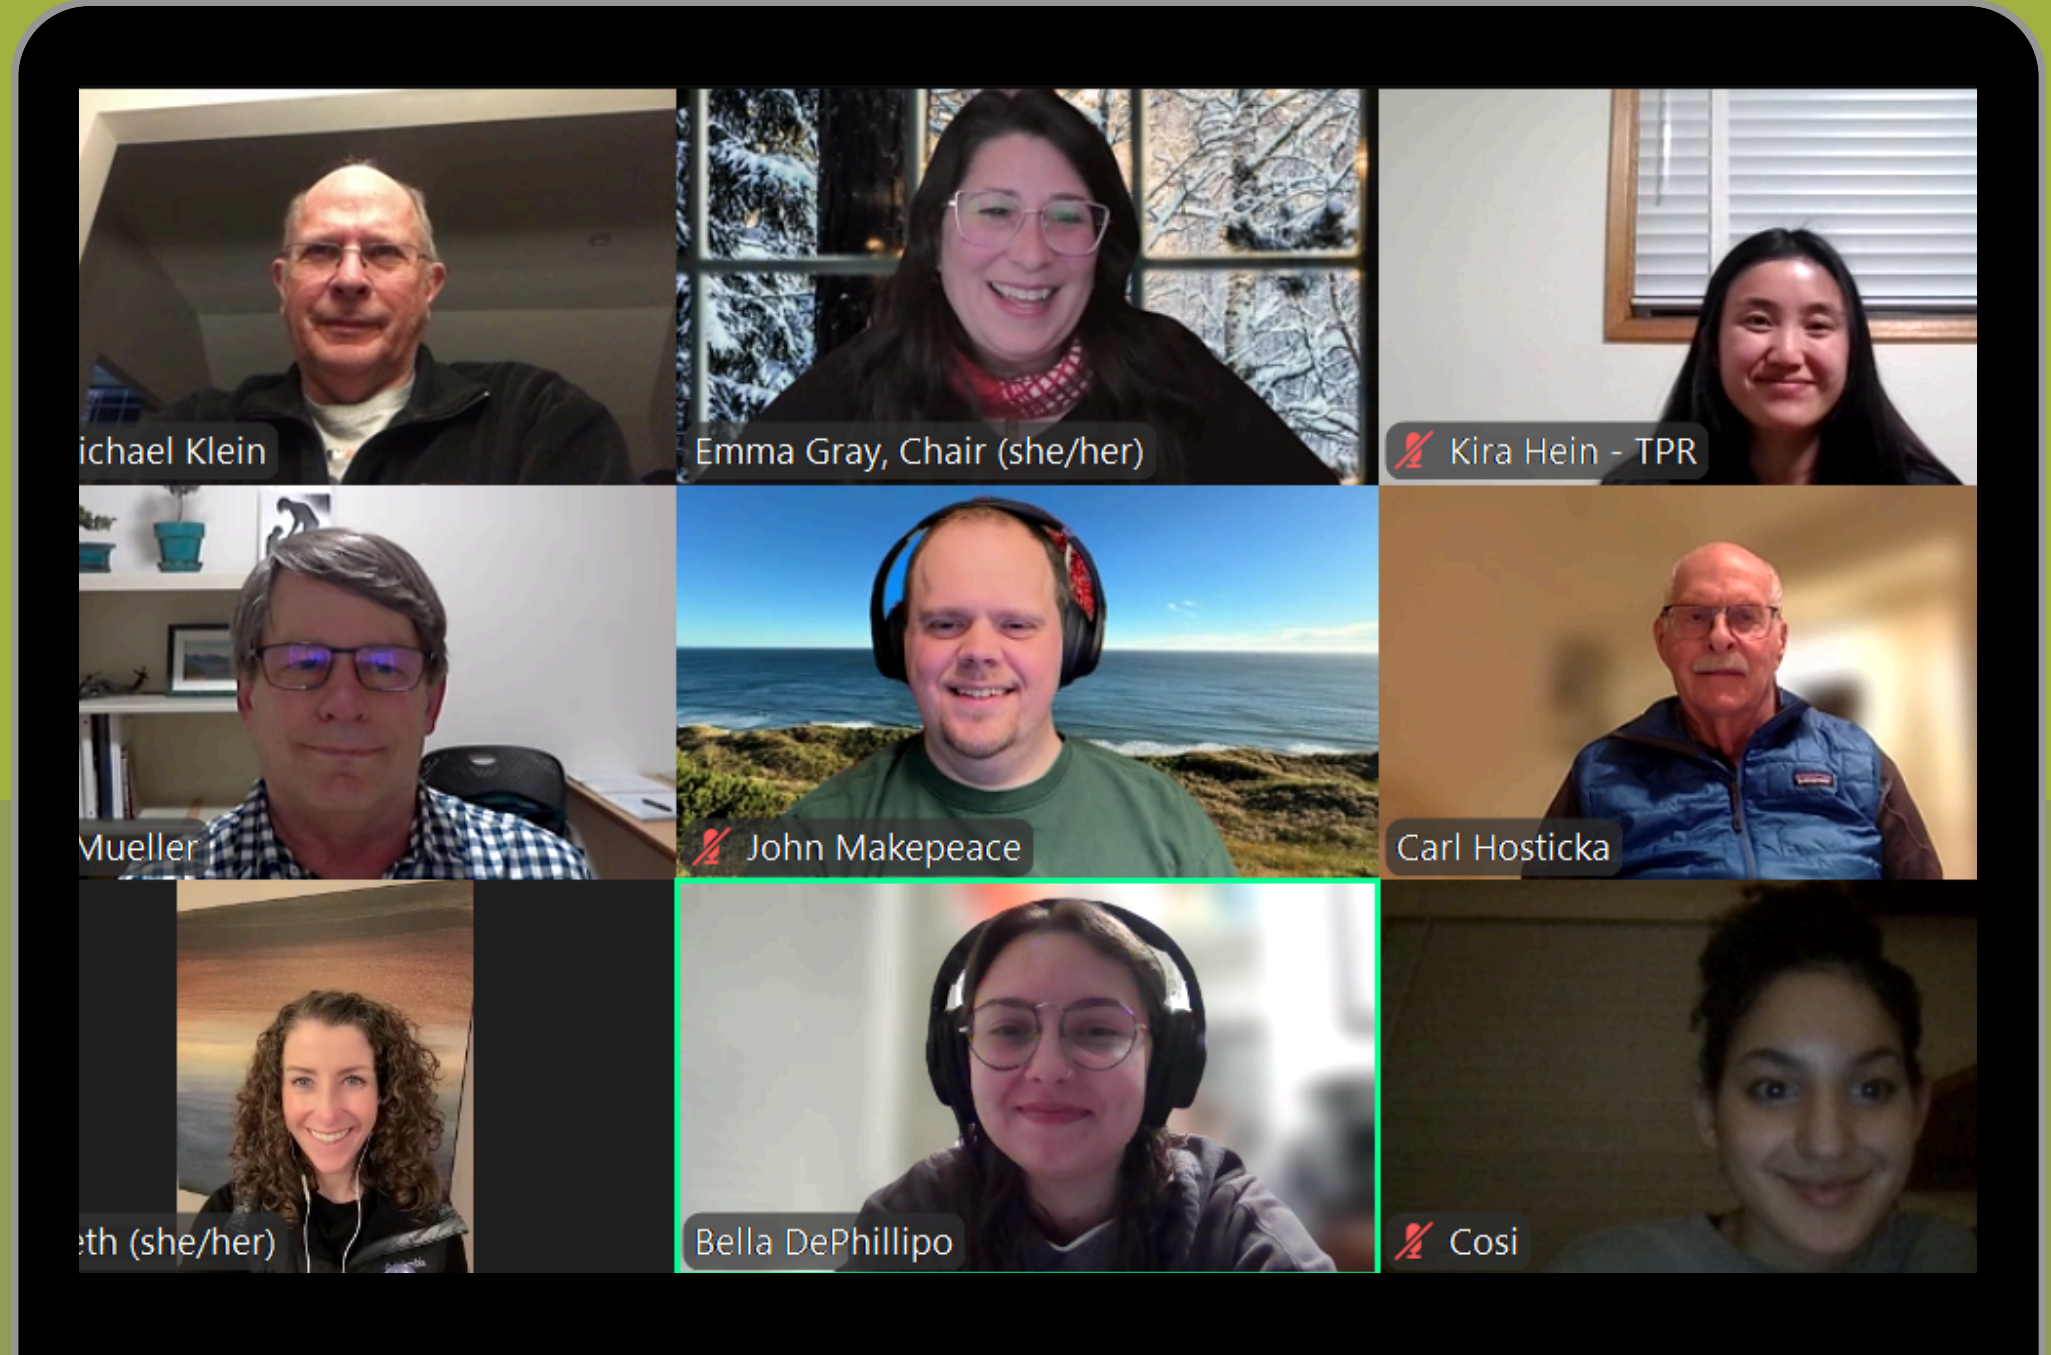 ichael Klein
Emma Gray, Chair (she/her)
Kira Hein - TPR
Mueller
John Makepeace
Carl Hosticka
eth (she/her)
Bella DePhillipo
Cosi